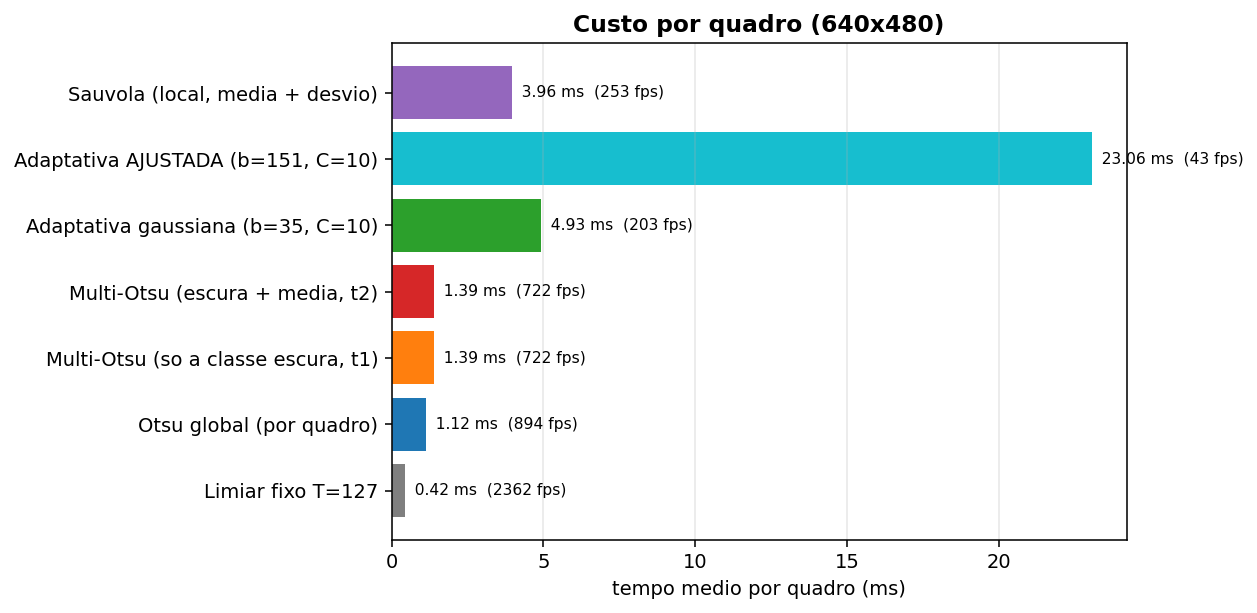 Custo por quadro (640x480)
Sauvola (local, media + desvio)
3.96 ms  (253 fps)
Adaptativa AJUSTADA (b=151, C=10)
23.06 ms  (43 fps)
Adaptativa gaussiana (b=35, C=10)
4.93 ms  (203 fps)
Multi-Otsu (escura + media, t2)
1.39 ms  (722 fps)
Multi-Otsu (so a classe escura, t1)
1.39 ms  (722 fps)
Otsu global (por quadro)
1.12 ms  (894 fps)
Limiar fixo T=127
0.42 ms  (2362 fps)
0 5 10 15 20
tempo medio por quadro (ms)